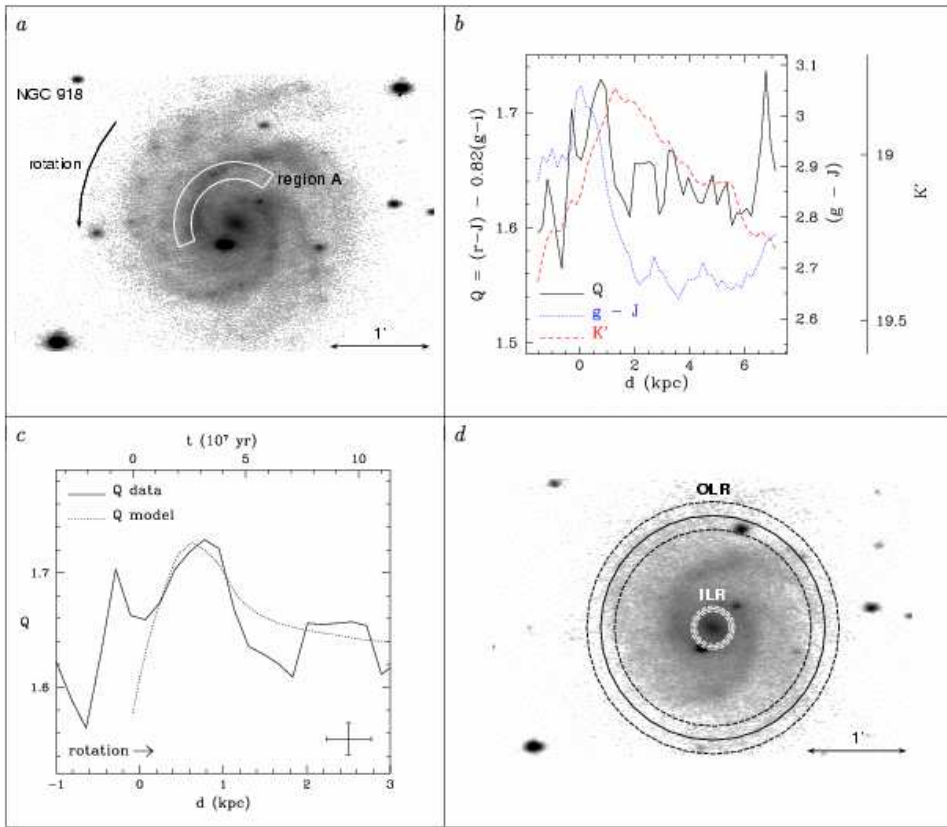 a
NGC 918
rotation
region A
1'
b
Q = (r-J) - 0.82(g-i)
1.7
1.6
1.5
3.1
3
2.9
2.8
2.7
2.6
(g - J)
19
19.5
K'
Q
g - J
K'
0 2 4 6
d (kpc)
c
t (10⁷ yr)
0 5 10
Q data
Q model
1.7
1.6
Q
rotation →
-1 0 1 2 3
d (kpc)
d
OLR
ILR
1'